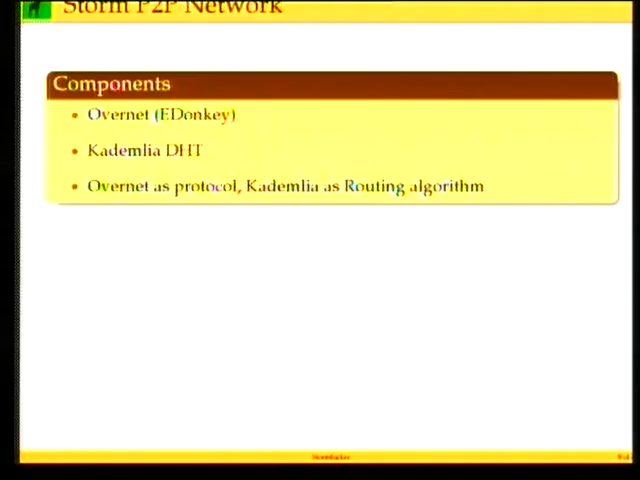 Storm P2P Network
Components
Overnet (EDonkey)
Kademlia DHT
Overnet as protocol, Kademlia as Routing algorithm